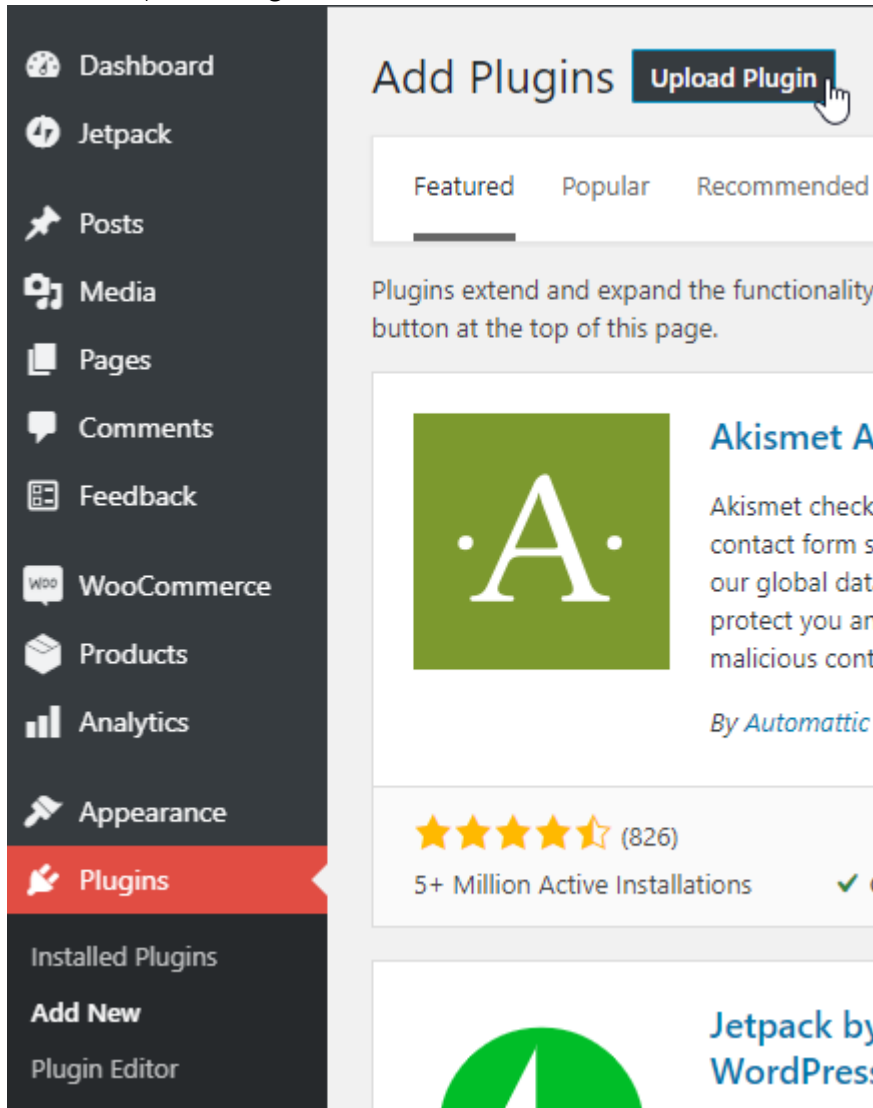 Dashboard
Jetpack
Posts
Media
Pages
Comments
Feedback
Woo WooCommerce
Products
Analytics
Appearance
Plugins
Installed Plugins
Add New
Plugin Editor
Add Plugins Upload Plugin
Featured Popular Recommended
Plugins extend and expand the functionality
button at the top of this page.
·A·
Akismet A
Akismet check
contact form s
our global dat
protect you an
malicious cont
By Automattic
(826)
5+ Million Active Installations
Jetpack by
WordPress